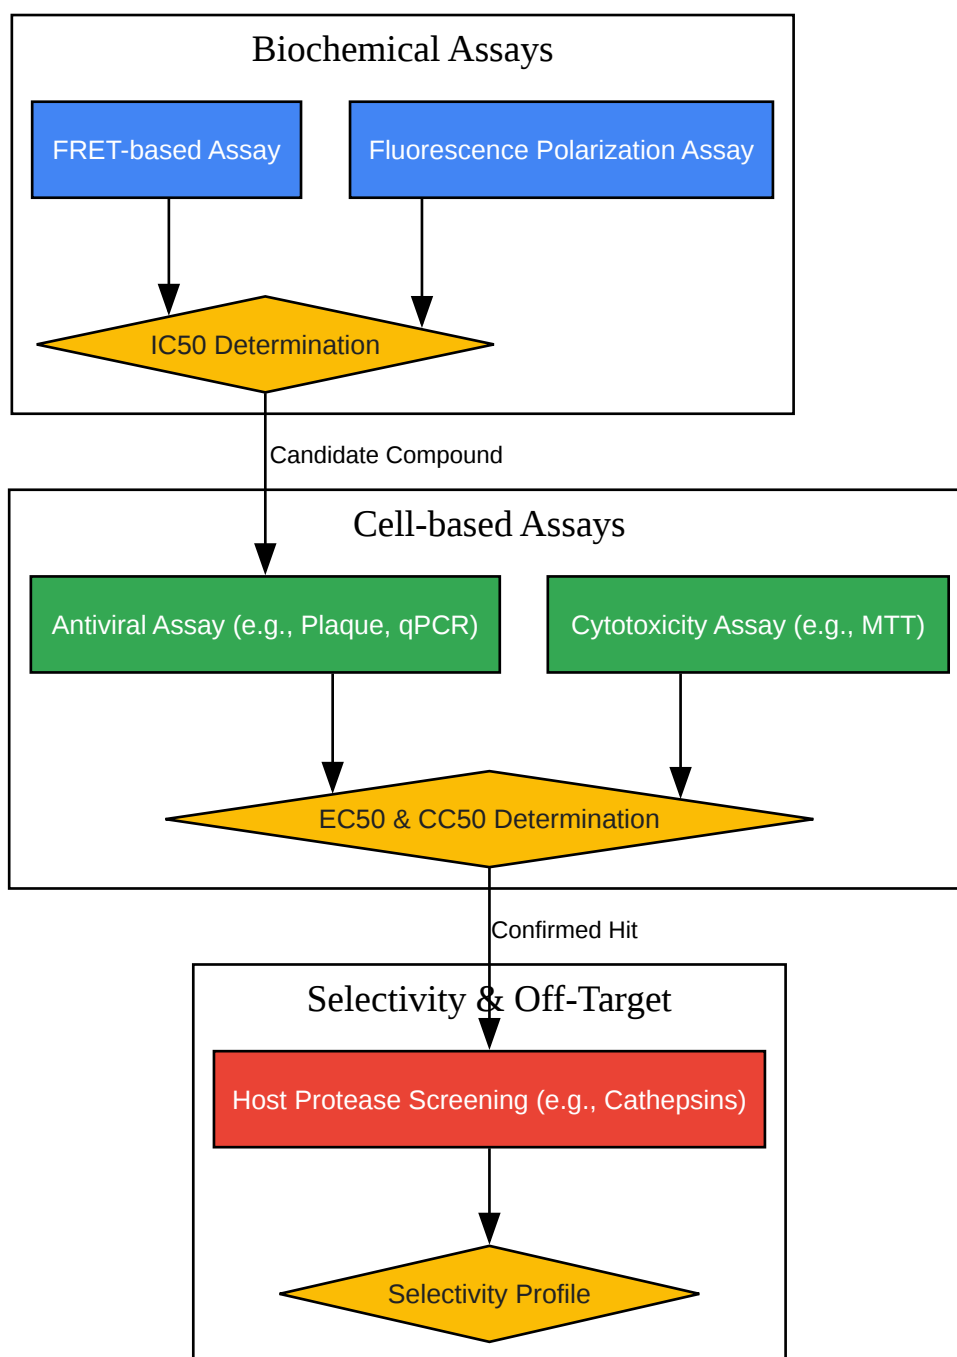 Biochemical Assays
FRET-based Assay
Fluorescence Polarization Assay
IC50 Determination
Candidate Compound
Cell-based Assays
Antiviral Assay (e.g., Plaque, qPCR)
Cytotoxicity Assay (e.g., MTT)
EC50 & CC50 Determination
Confirmed Hit
Selectivity & Off-Target
Host Protease Screening (e.g., Cathepsins)
Selectivity Profile